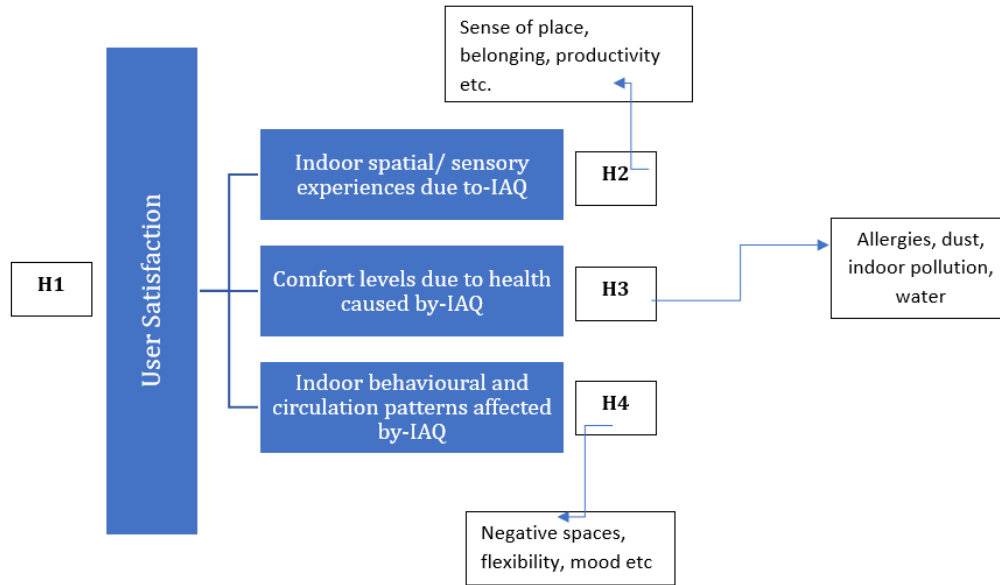 Sense of place,
belonging, productivity
etc.
Indoor spatial/ sensory
experiences due to-IAQ
H2
H1
User Satisfaction
Comfort levels due to health
caused by-IAQ
H3
Allergies, dust,
indoor pollution,
water
Indoor behavioural and
circulation patterns affected
by-IAQ
H4
Negative spaces,
flexibility, mood etc